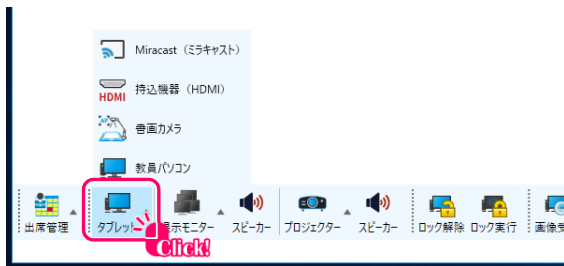 Miracast（ミラキャスト）
HDMI 持込機器（HDMI）
書画カメラ
教員パソコン
出席管理 タブレット 提示モニター スピーカー プロジェクター スピーカー ロック解除 ロック実行 画像受
Click!